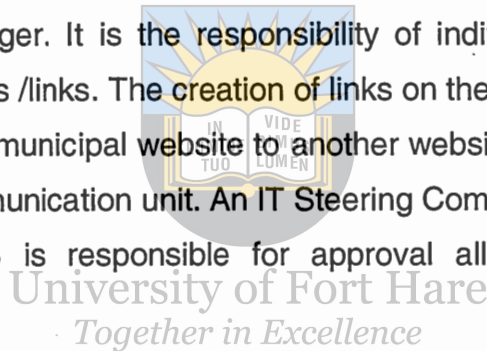 ger. It is the responsibility of indi
s /links. The creation of links on the
municipal website to another websi
unication unit. An IT Steering Com
is responsible for approval all
IN VIDE
TUO LUMEN
University of Fort Hare
Together in Excellence